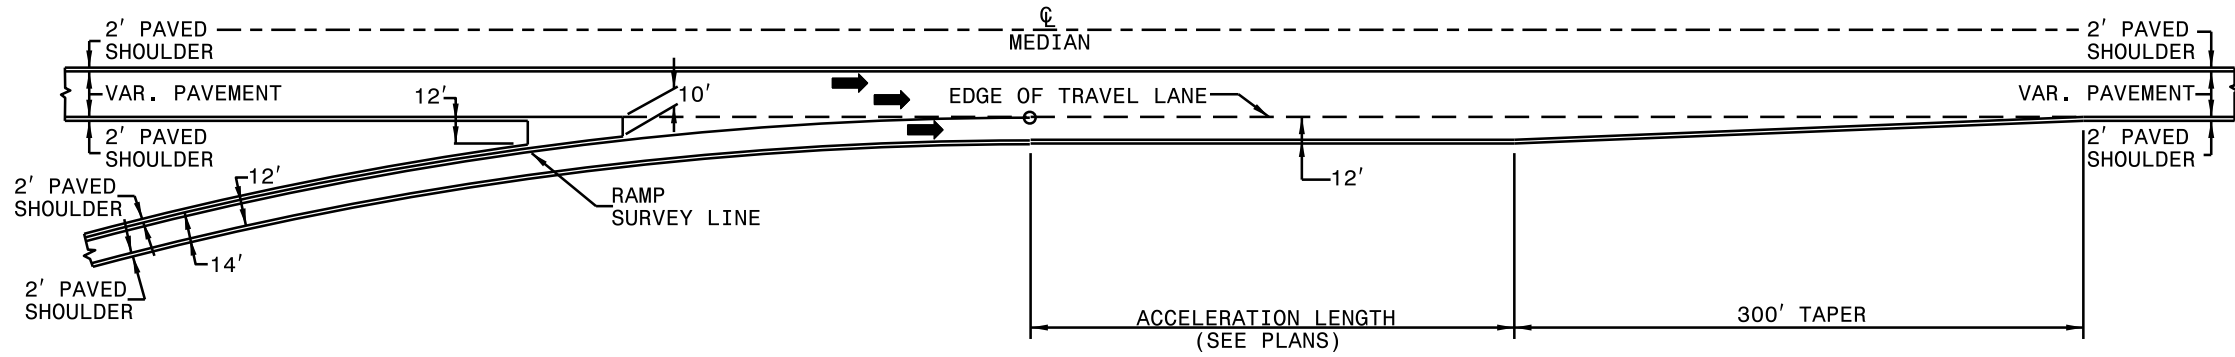 ℄
MEDIAN
2' PAVED
SHOULDER
2' PAVED
SHOULDER
VAR. PAVEMENT
12'
10'
EDGE OF TRAVEL LANE
VAR. PAVEMENT
2' PAVED
SHOULDER
2' PAVED
SHOULDER
2' PAVED
SHOULDER
12'
RAMP
SURVEY LINE
12'
14'
2' PAVED
SHOULDER
ACCELERATION LENGTH
(SEE PLANS)
300' TAPER